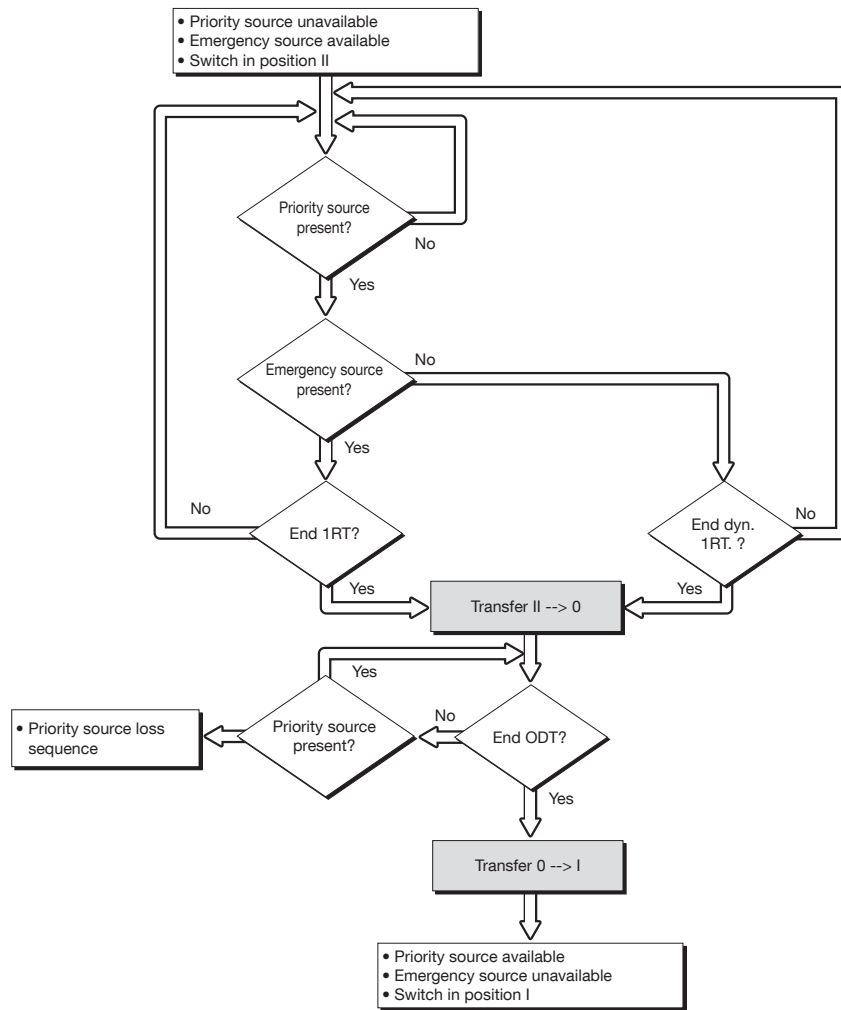 • Priority source unavailable
• Emergency source available
• Switch in position II
Priority source
present?
No
Yes
Emergency source
present?
No
Yes
No
End 1RT?
Yes
End dyn.
1RT. ?
No
Yes
Transfer II --> 0
Yes
• Priority source loss
sequence
Priority source
present?
No
End ODT?
Yes
Transfer 0 --> I
• Priority source available
• Emergency source unavailable
• Switch in position I